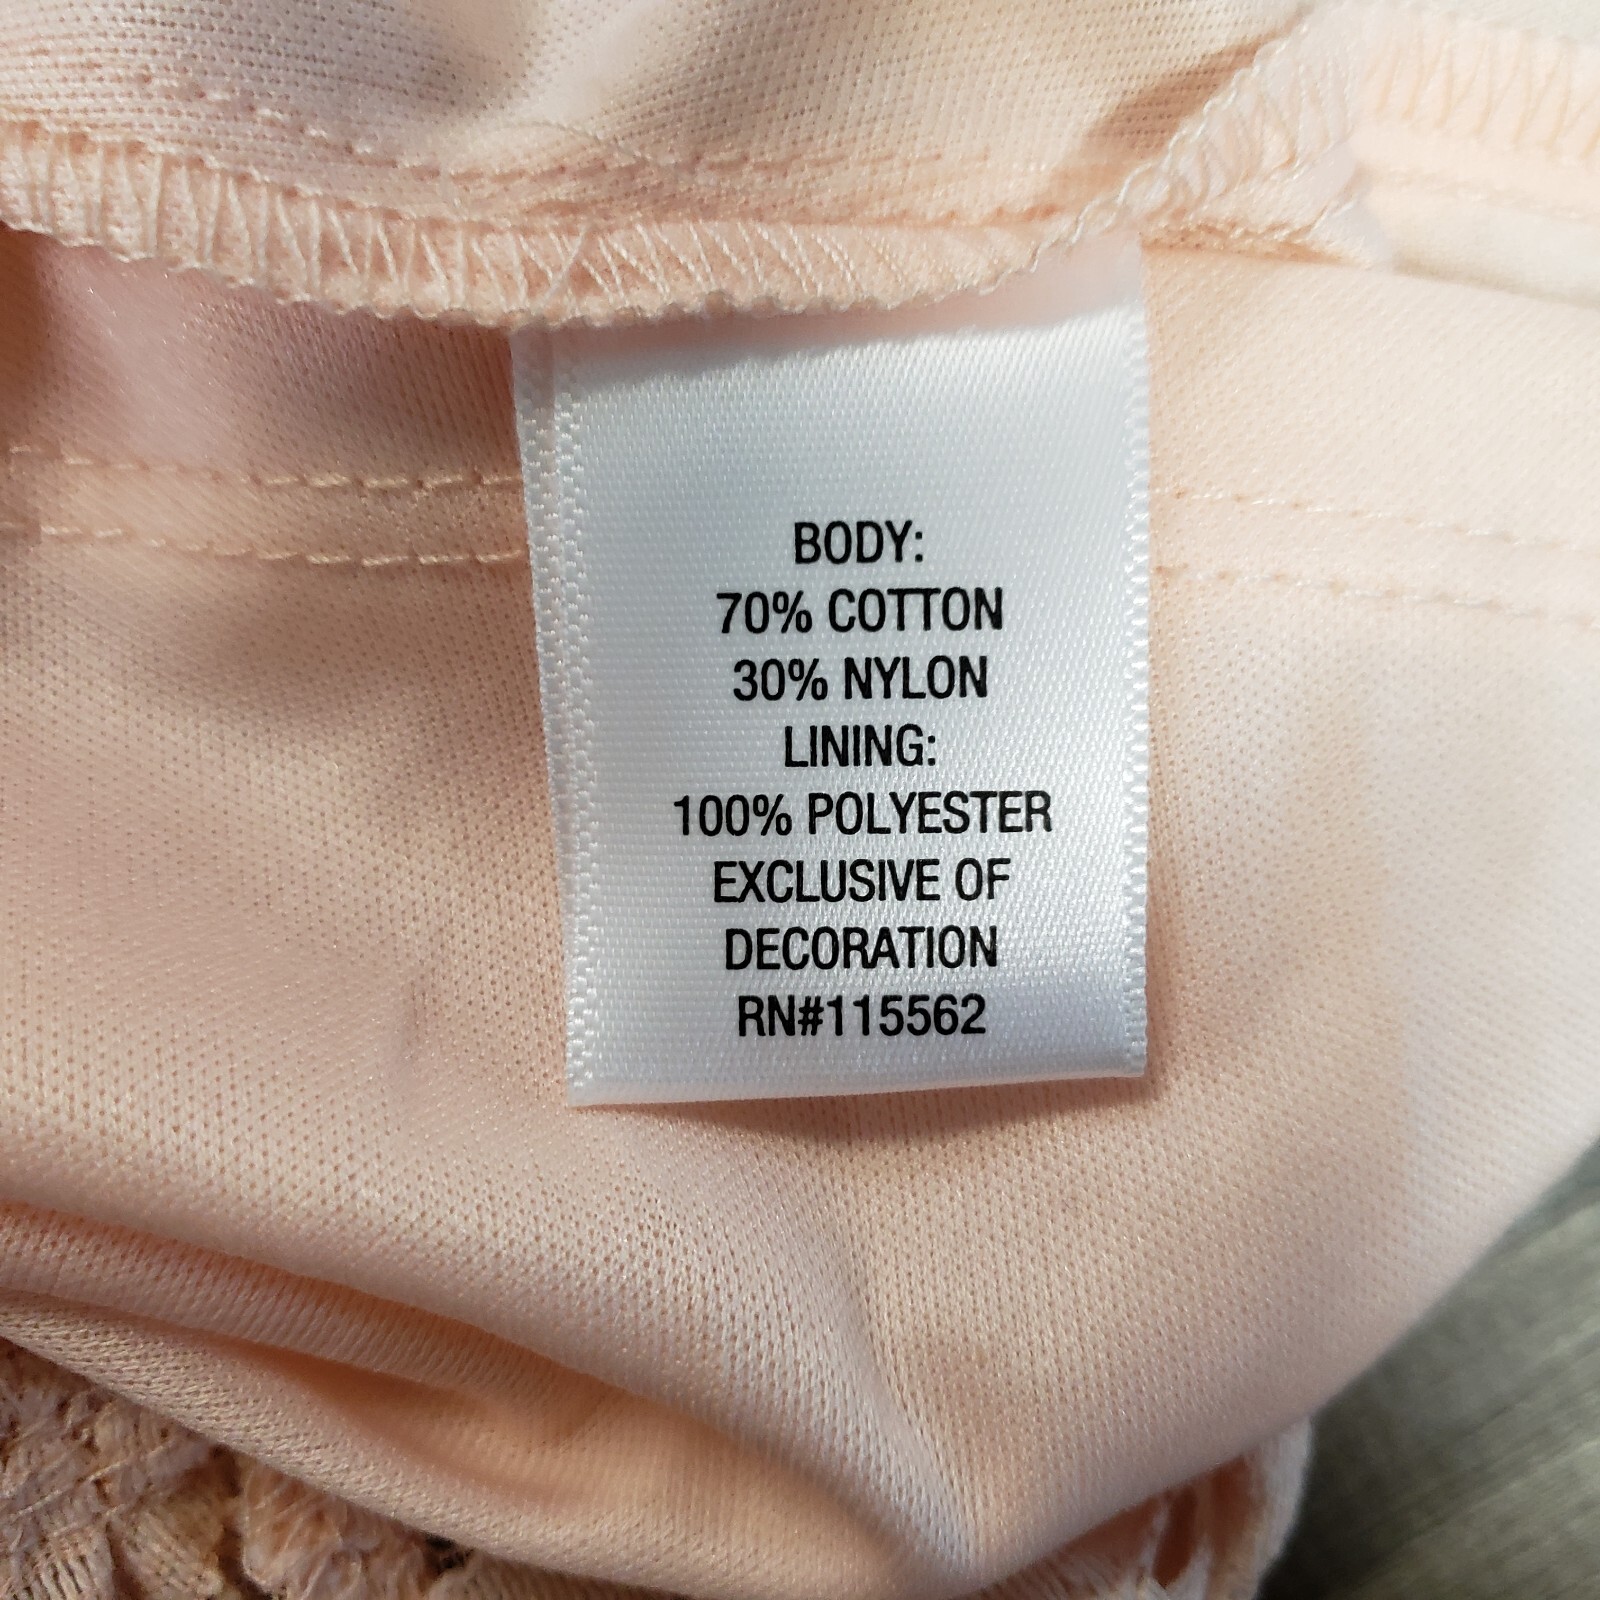 BODY:
70% COTTON
30% NYLON
LINING:
100% POLYESTER
EXCLUSIVE OF
DECORATION
RN#115562